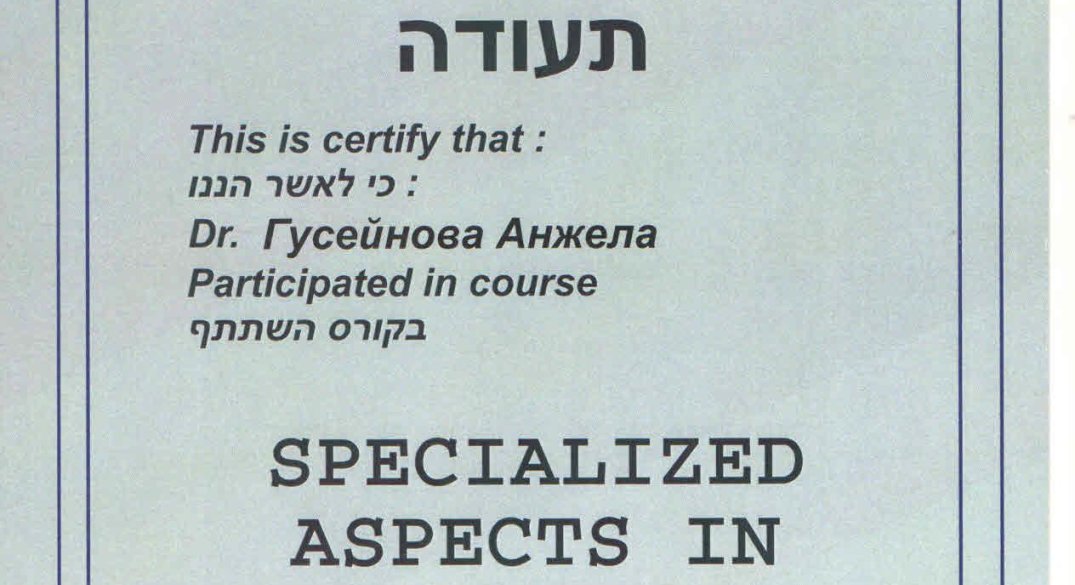 תעודה
This is certify that :
: כי לאשר הננו
Dr. Гусейнова Анжела
Participated in course
בקורס השתתף
SPECIALIZED
ASPECTS IN